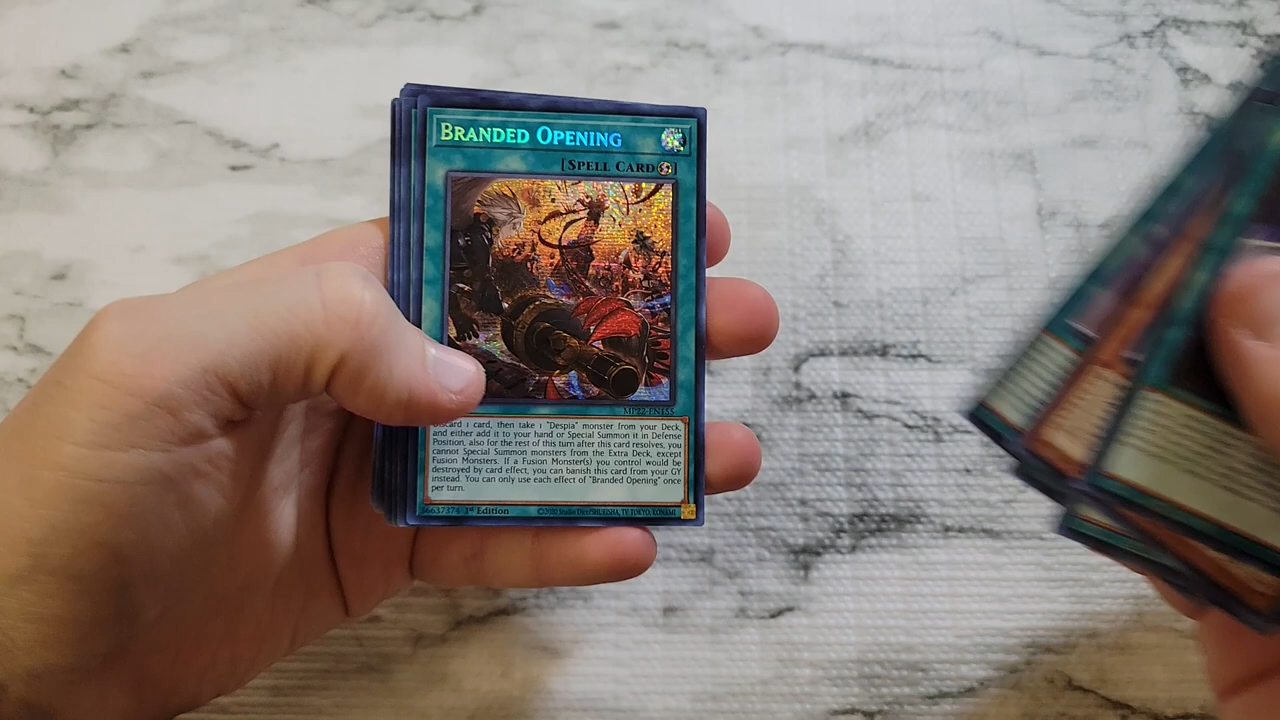 BRANDED OPENING
[SPELL CARD]
MP22-EN155
Discard 1 card, then take 1 "Despia" monster from your Deck,
and either add it to your hand or Special Summon it in Defense
Position, also for the rest of this turn after this card resolves, you
cannot Special Summon monsters from the Extra Deck, except
Fusion Monsters. If a Fusion Monster(s) you control would be
destroyed by card effect, you can banish this card from your GY
instead. You can only use each effect of "Branded Opening" once
per turn.
36637374 1st Edition ©2020 Studio Dice/SHUEISHA, TV TOKYO, KONAMI